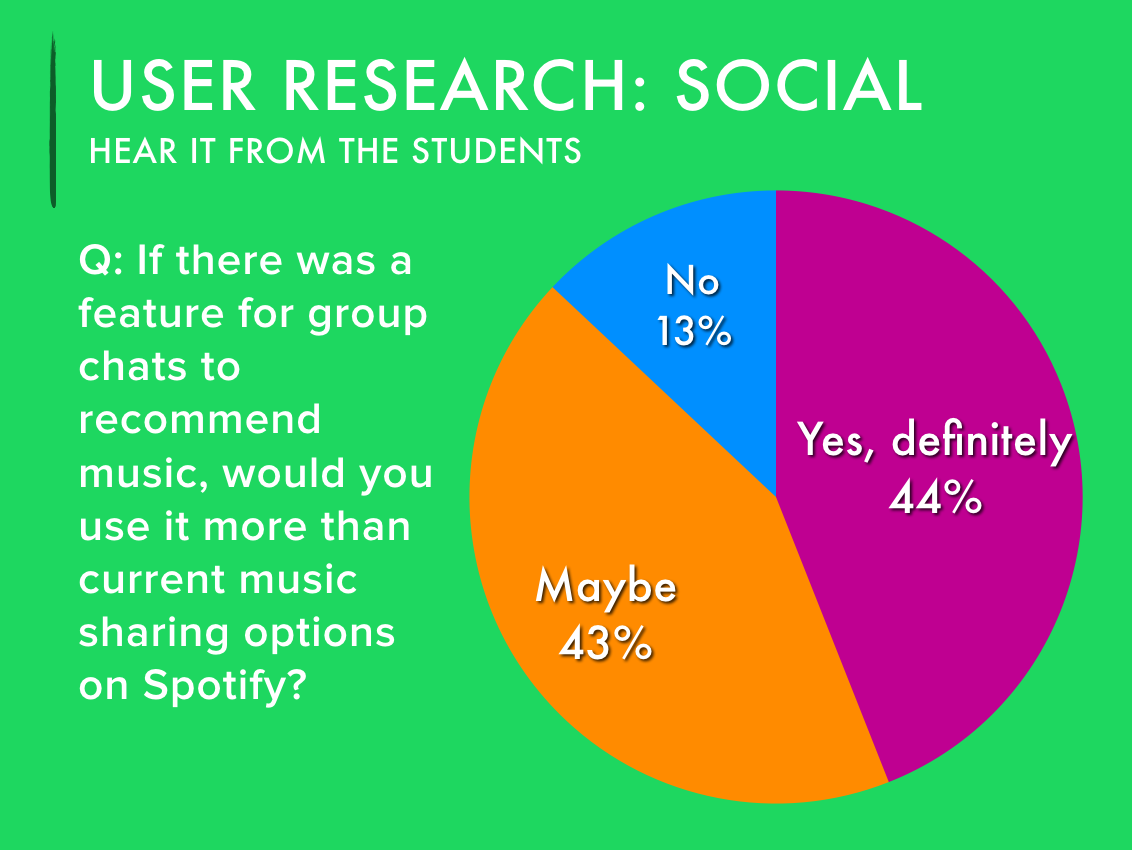 USER RESEARCH: SOCIAL
HEAR IT FROM THE STUDENTS
Q: If there was a
feature for group
chats to
recommend
music, would you
use it more than
current music
sharing options
on Spotify?
No
13%
Yes, definitely
44%
Maybe
43%